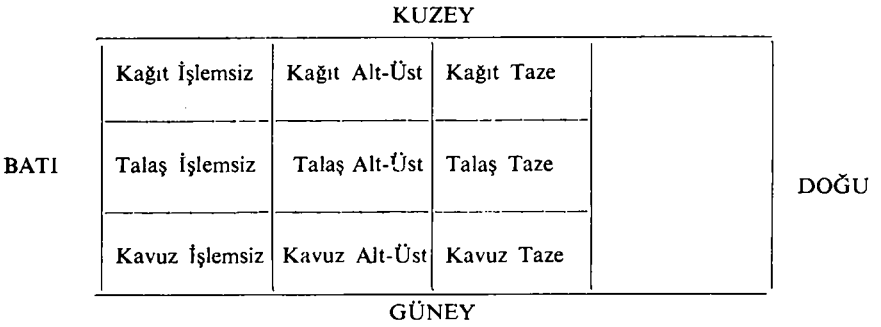 KUZEY
Kağıt İşlemsiz Kağıt Alt-Üst Kağıt Taze
BATI Talaş İşlemsiz Talaş Alt-Üst Talaş Taze
DOĞU
Kavuz İşlemsiz Kavuz Alt-Üst Kavuz Taze
GÜNEY